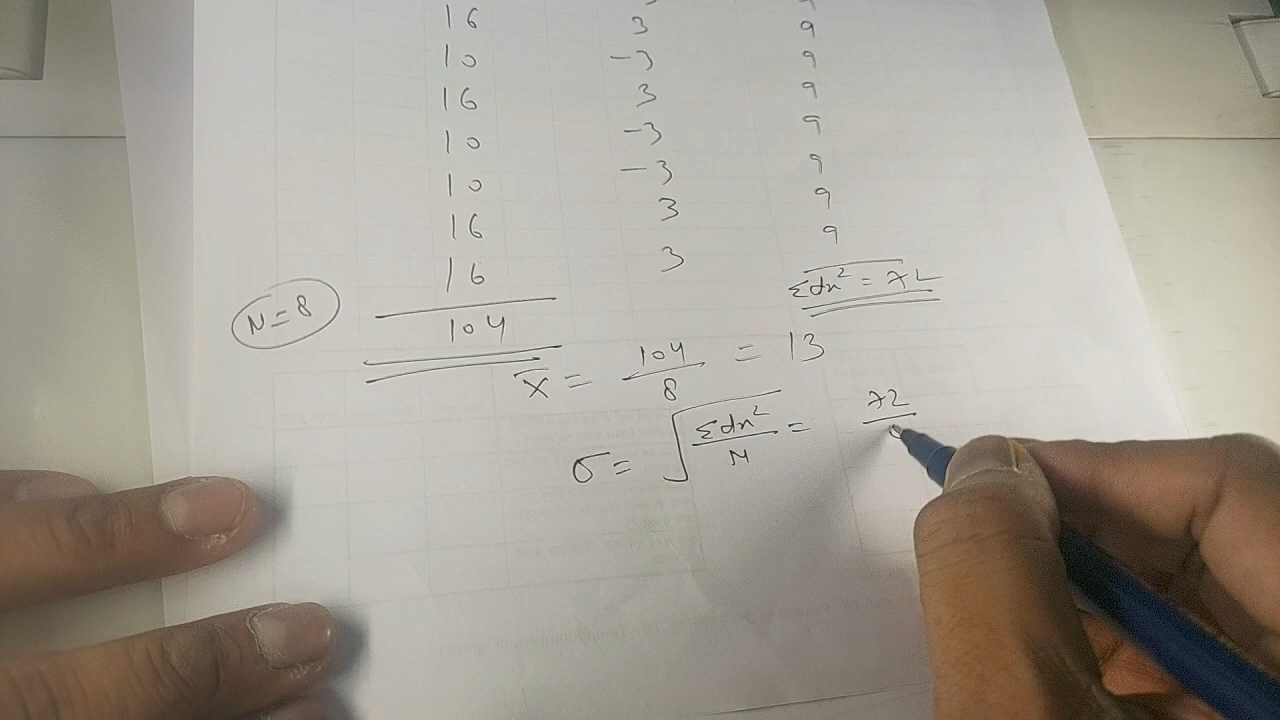 16 3 9
10 -3 9
16 3 9
10 -3 9
10 -3 9
16 3 9
16 3 9
N=8
104
Σdx² = 72
x̄ = 104/8 = 13
σ = √Σdx²/N = 72